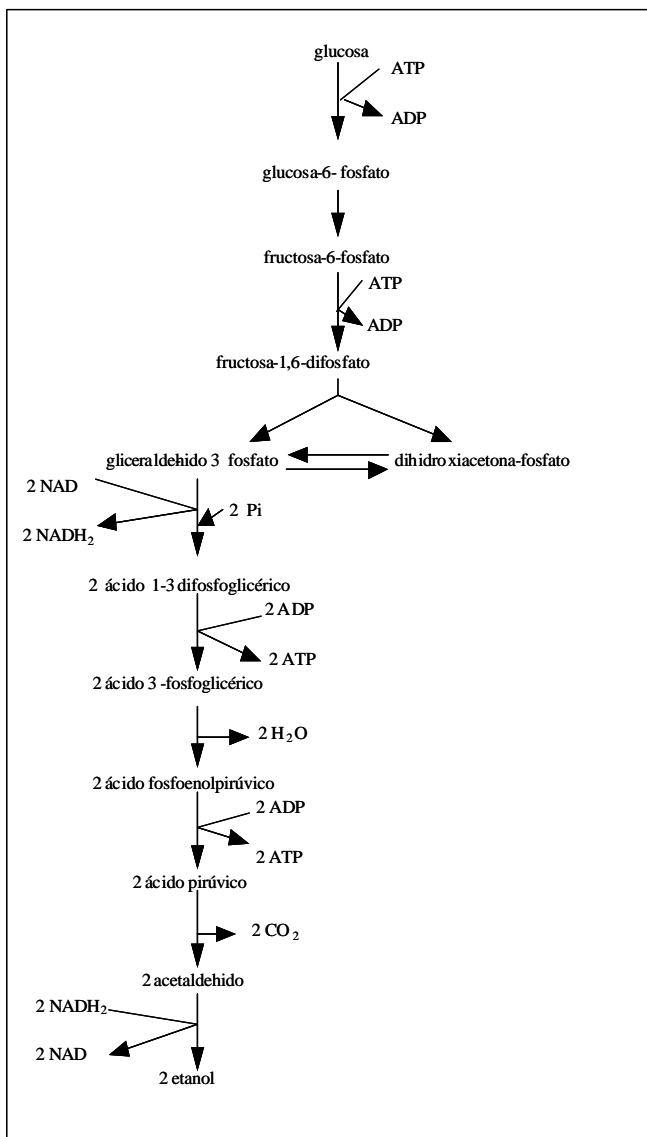 glucosa
ATP
ADP
glucosa-6- fosfato
fructosa-6-fosfato
ATP
ADP
fructosa-1,6-difosfato
gliceraldehido 3 fosfato
dihidroxiacetona-fosfato
2 NAD
2 Pi
2 NADH₂
2 ácido 1-3 difosfoglicérico
2 ADP
2 ATP
2 ácido 3 -fosfoglicérico
2 H₂O
2 ácido fosfoenolpirúvico
2 ADP
2 ATP
2 ácido pirúvico
2 CO₂
2 acetaldehido
2 NADH₂
2 NAD
2 etanol